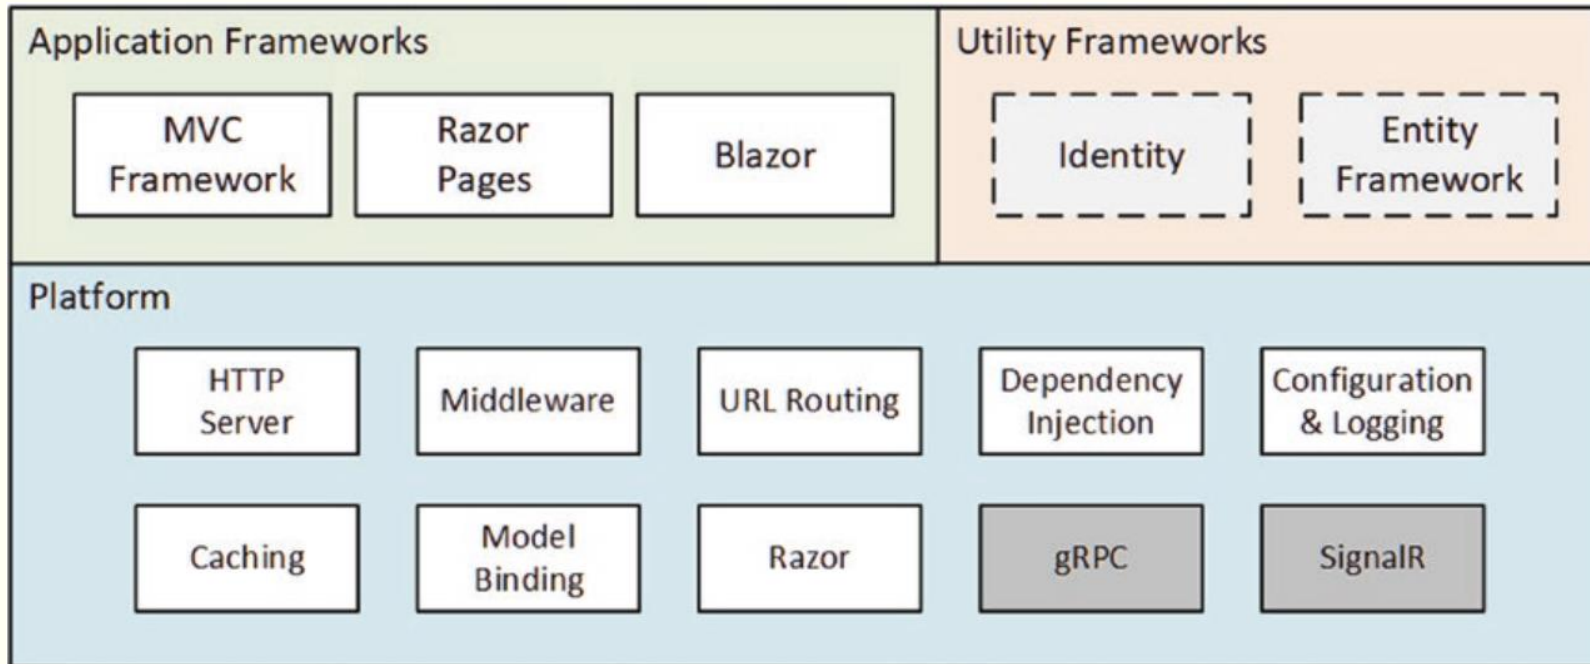 Application Frameworks
Utility Frameworks
MVC
Framework
Razor
Pages
Blazor
Identity
Entity
Framework
Platform
HTTP
Server
Middleware
URL Routing
Dependency
Injection
Configuration
& Logging
Caching
Model
Binding
Razor
gRPC
SignalR